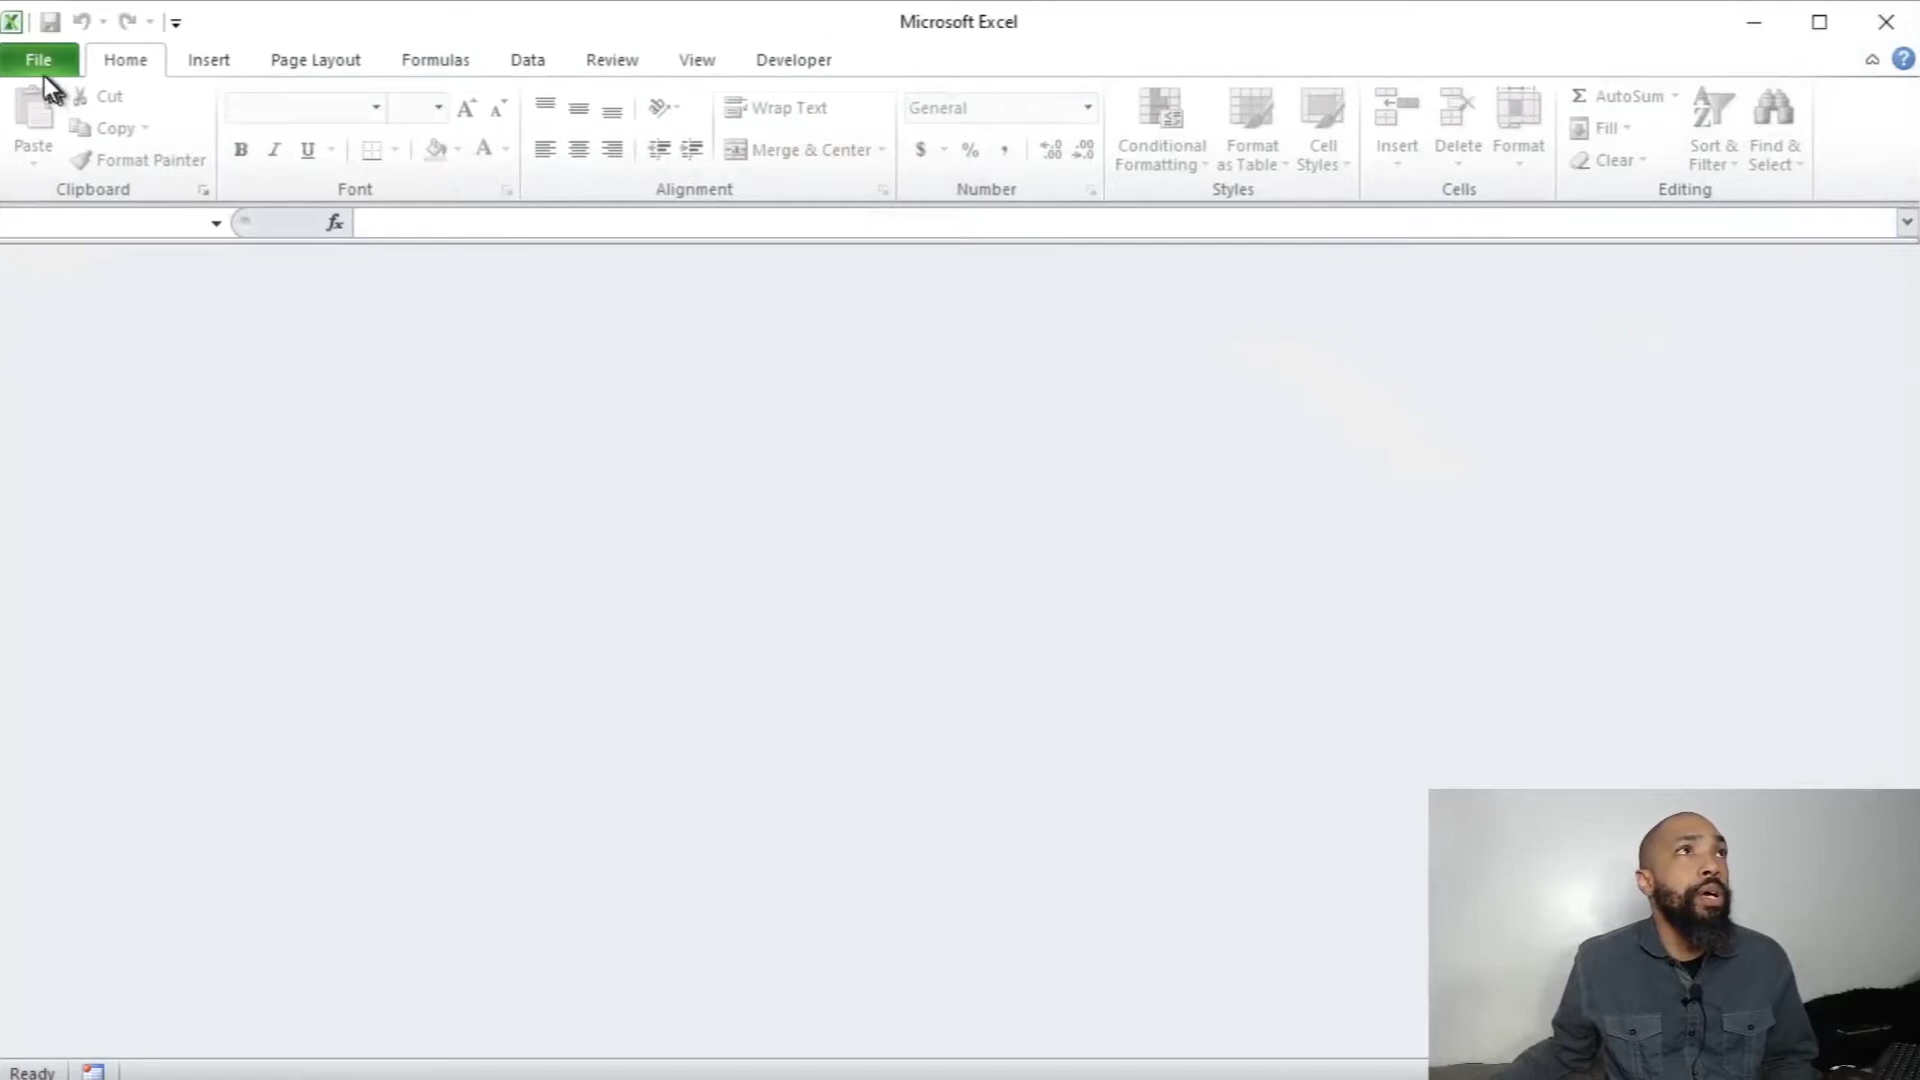 Microsoft Excel
File Home Insert Page Layout Formulas Data Review View Developer
Paste
Cut
Copy
Format Painter
Clipboard
B I U
Font
Wrap Text
Merge & Center
Alignment
General
$ % ,
Number
Conditional
Formatting
Format
as Table
Cell
Styles
Styles
Insert
Delete
Format
Cells
Σ AutoSum
Fill
Clear
Sort &
Filter
Find &
Select
Editing
fx
Ready